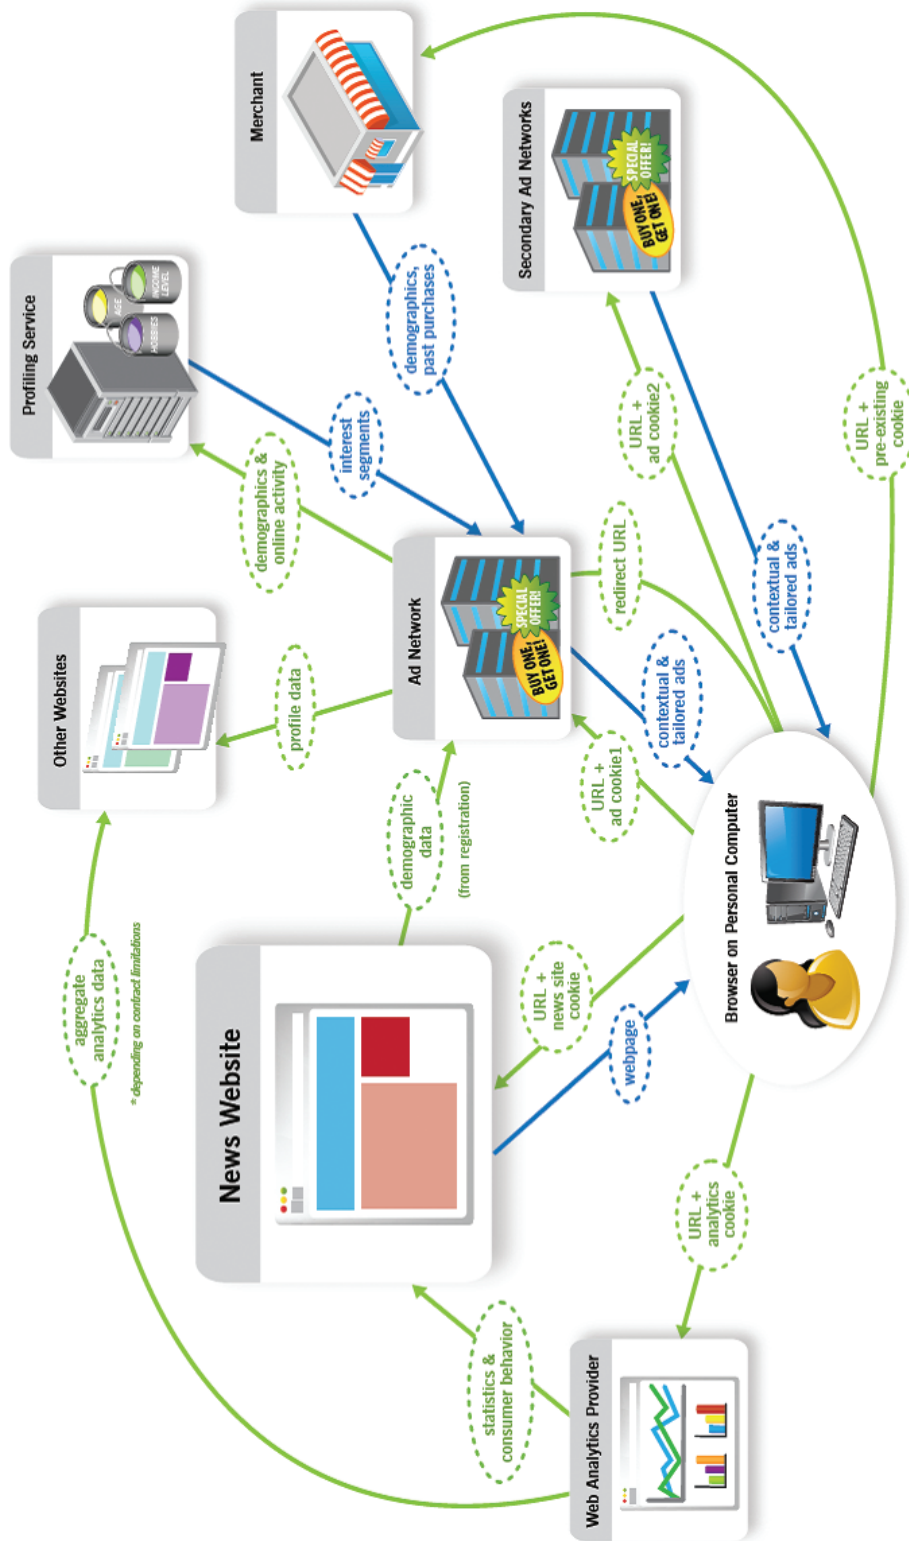 Web Analytics Provider
statistics &
consumer behavior
URL +
analytics
cookie
aggregate
analytics data
* depending on contract limitations
News Website
demographic
data
(from registration)
URL +
news site
cookie
webpage
Browser on Personal Computer
Other Websites
profile data
Ad Network
BUY ONE,
GET ONE!
SPECIAL
OFFER!
URL +
ad cookie1
contextual &
tailored ads
redirect URL
Profiling Service
HOBBIES
AGE
INCOME
LEVEL
demographics &
online activity
interest
segments
Merchant
demographics,
past purchases
Secondary Ad Networks
BUY ONE,
GET ONE!
SPECIAL
OFFER!
URL +
ad cookie2
contextual &
tailored ads
URL +
pre-existing
cookie